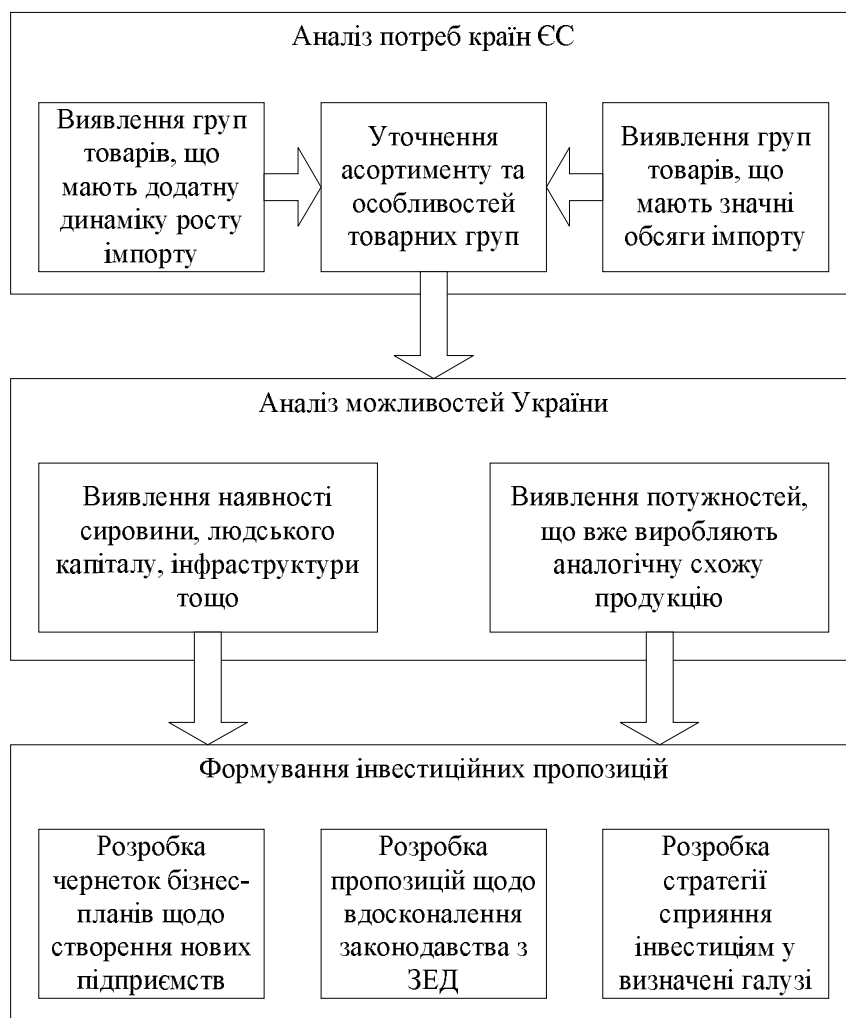 Аналіз потреб країн ЄС
Виявлення груп
товарів, що
мають додатну
динаміку росту
імпорту
Уточнення
асортименту та
особливостей
товарних груп
Виявлення груп
товарів, що
мають значні
обсяги імпорту
Аналіз можливостей України
Виявлення наявності
сировини, людського
капіталу, інфраструктури
тощо
Виявлення потужностей,
що вже виробляють
аналогічну схожу
продукцію
Формування інвестиційних пропозицій
Розробка
чернеток бізнес-
планів щодо
створення нових
підприємств
Розробка
пропозицій щодо
вдосконалення
законодавства з
ЗЕД
Розробка
стратегії
сприяння
інвестиціям у
визначені галузі